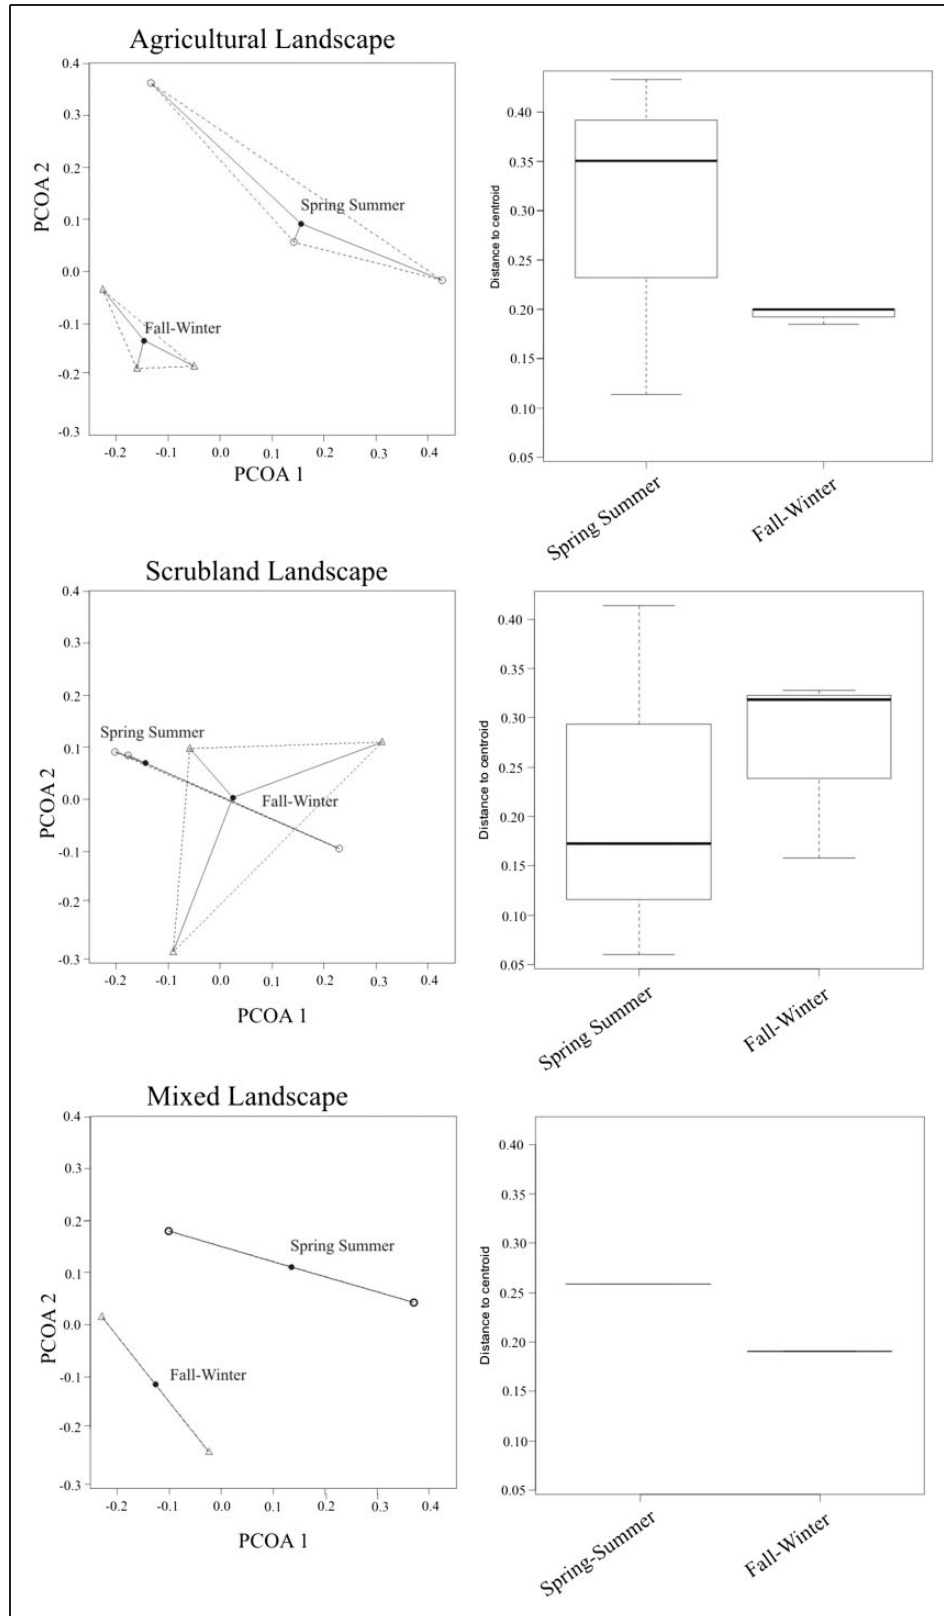 Agricultural Landscape
0.4
0.3
0.2
0.1
0.0
-0.1
-0.2
-0.3
PCOA 2
Spring Summer
Fall-Winter
-0.2 -0.1 0.0 0.1 0.2 0.3 0.4
PCOA 1
0.40
0.35
0.30
0.25
0.20
0.15
0.10
0.05
Distance to centroid
Spring Summer
Fall-Winter
Scrubland Landscape
0.4
0.3
0.2
0.1
0.0
-0.1
-0.2
-0.3
PCOA 2
Spring Summer
Fall-Winter
-0.2 -0.1 0.0 0.1 0.2 0.3 0.4
PCOA 1
0.40
0.35
0.30
0.25
0.20
0.15
0.10
0.05
Distance to centroid
Spring Summer
Fall-Winter
Mixed Landscape
0.4
0.3
0.2
0.1
0.0
-0.1
-0.2
-0.3
PCOA 2
Spring Summer
Fall-Winter
-0.2 -0.1 0.0 0.1 0.2 0.3 0.4
PCOA 1
0.40
0.35
0.30
0.25
0.20
0.15
0.10
0.05
Distance to centroid
Spring-Summer
Fall-Winter